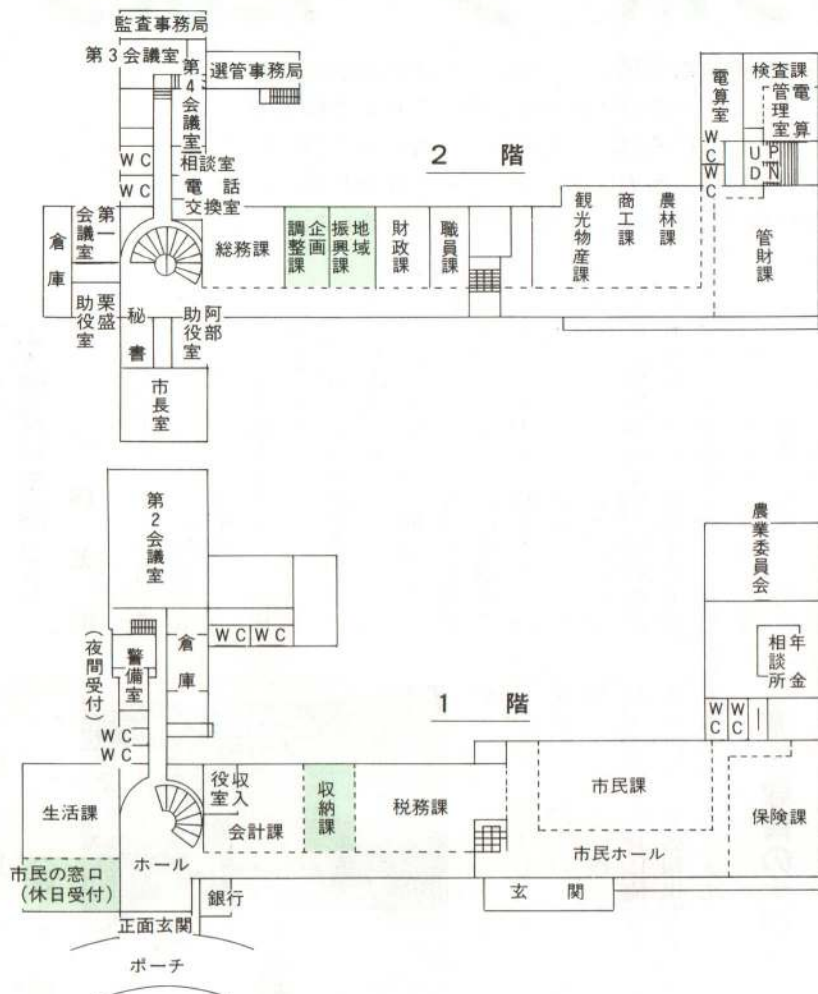 監査事務局
第3会議室
第4会議室
選管事務局
WC
相談室
WC
電話
交換室
2階
電算室
検査課
電算
管理室
WC
WC
UD
PN
倉庫
第一
会議室
総務課
企画
調整課
地域
振興課
財政課
職員課
観光物産課
商工課
農林課
管財課
栗盛
助役室
秘書
阿部
助役室
市長室
第2会議室
農業委員会
(夜間受付)
警備室
倉庫
WC
WC
年金
相談所
1階
WC
WC
WC
WC
生活課
収入
役室
会計課
収納課
税務課
市民課
保険課
市民の窓口
(休日受付)
ホール
市民ホール
銀行
玄関
正面玄関
ポーチ